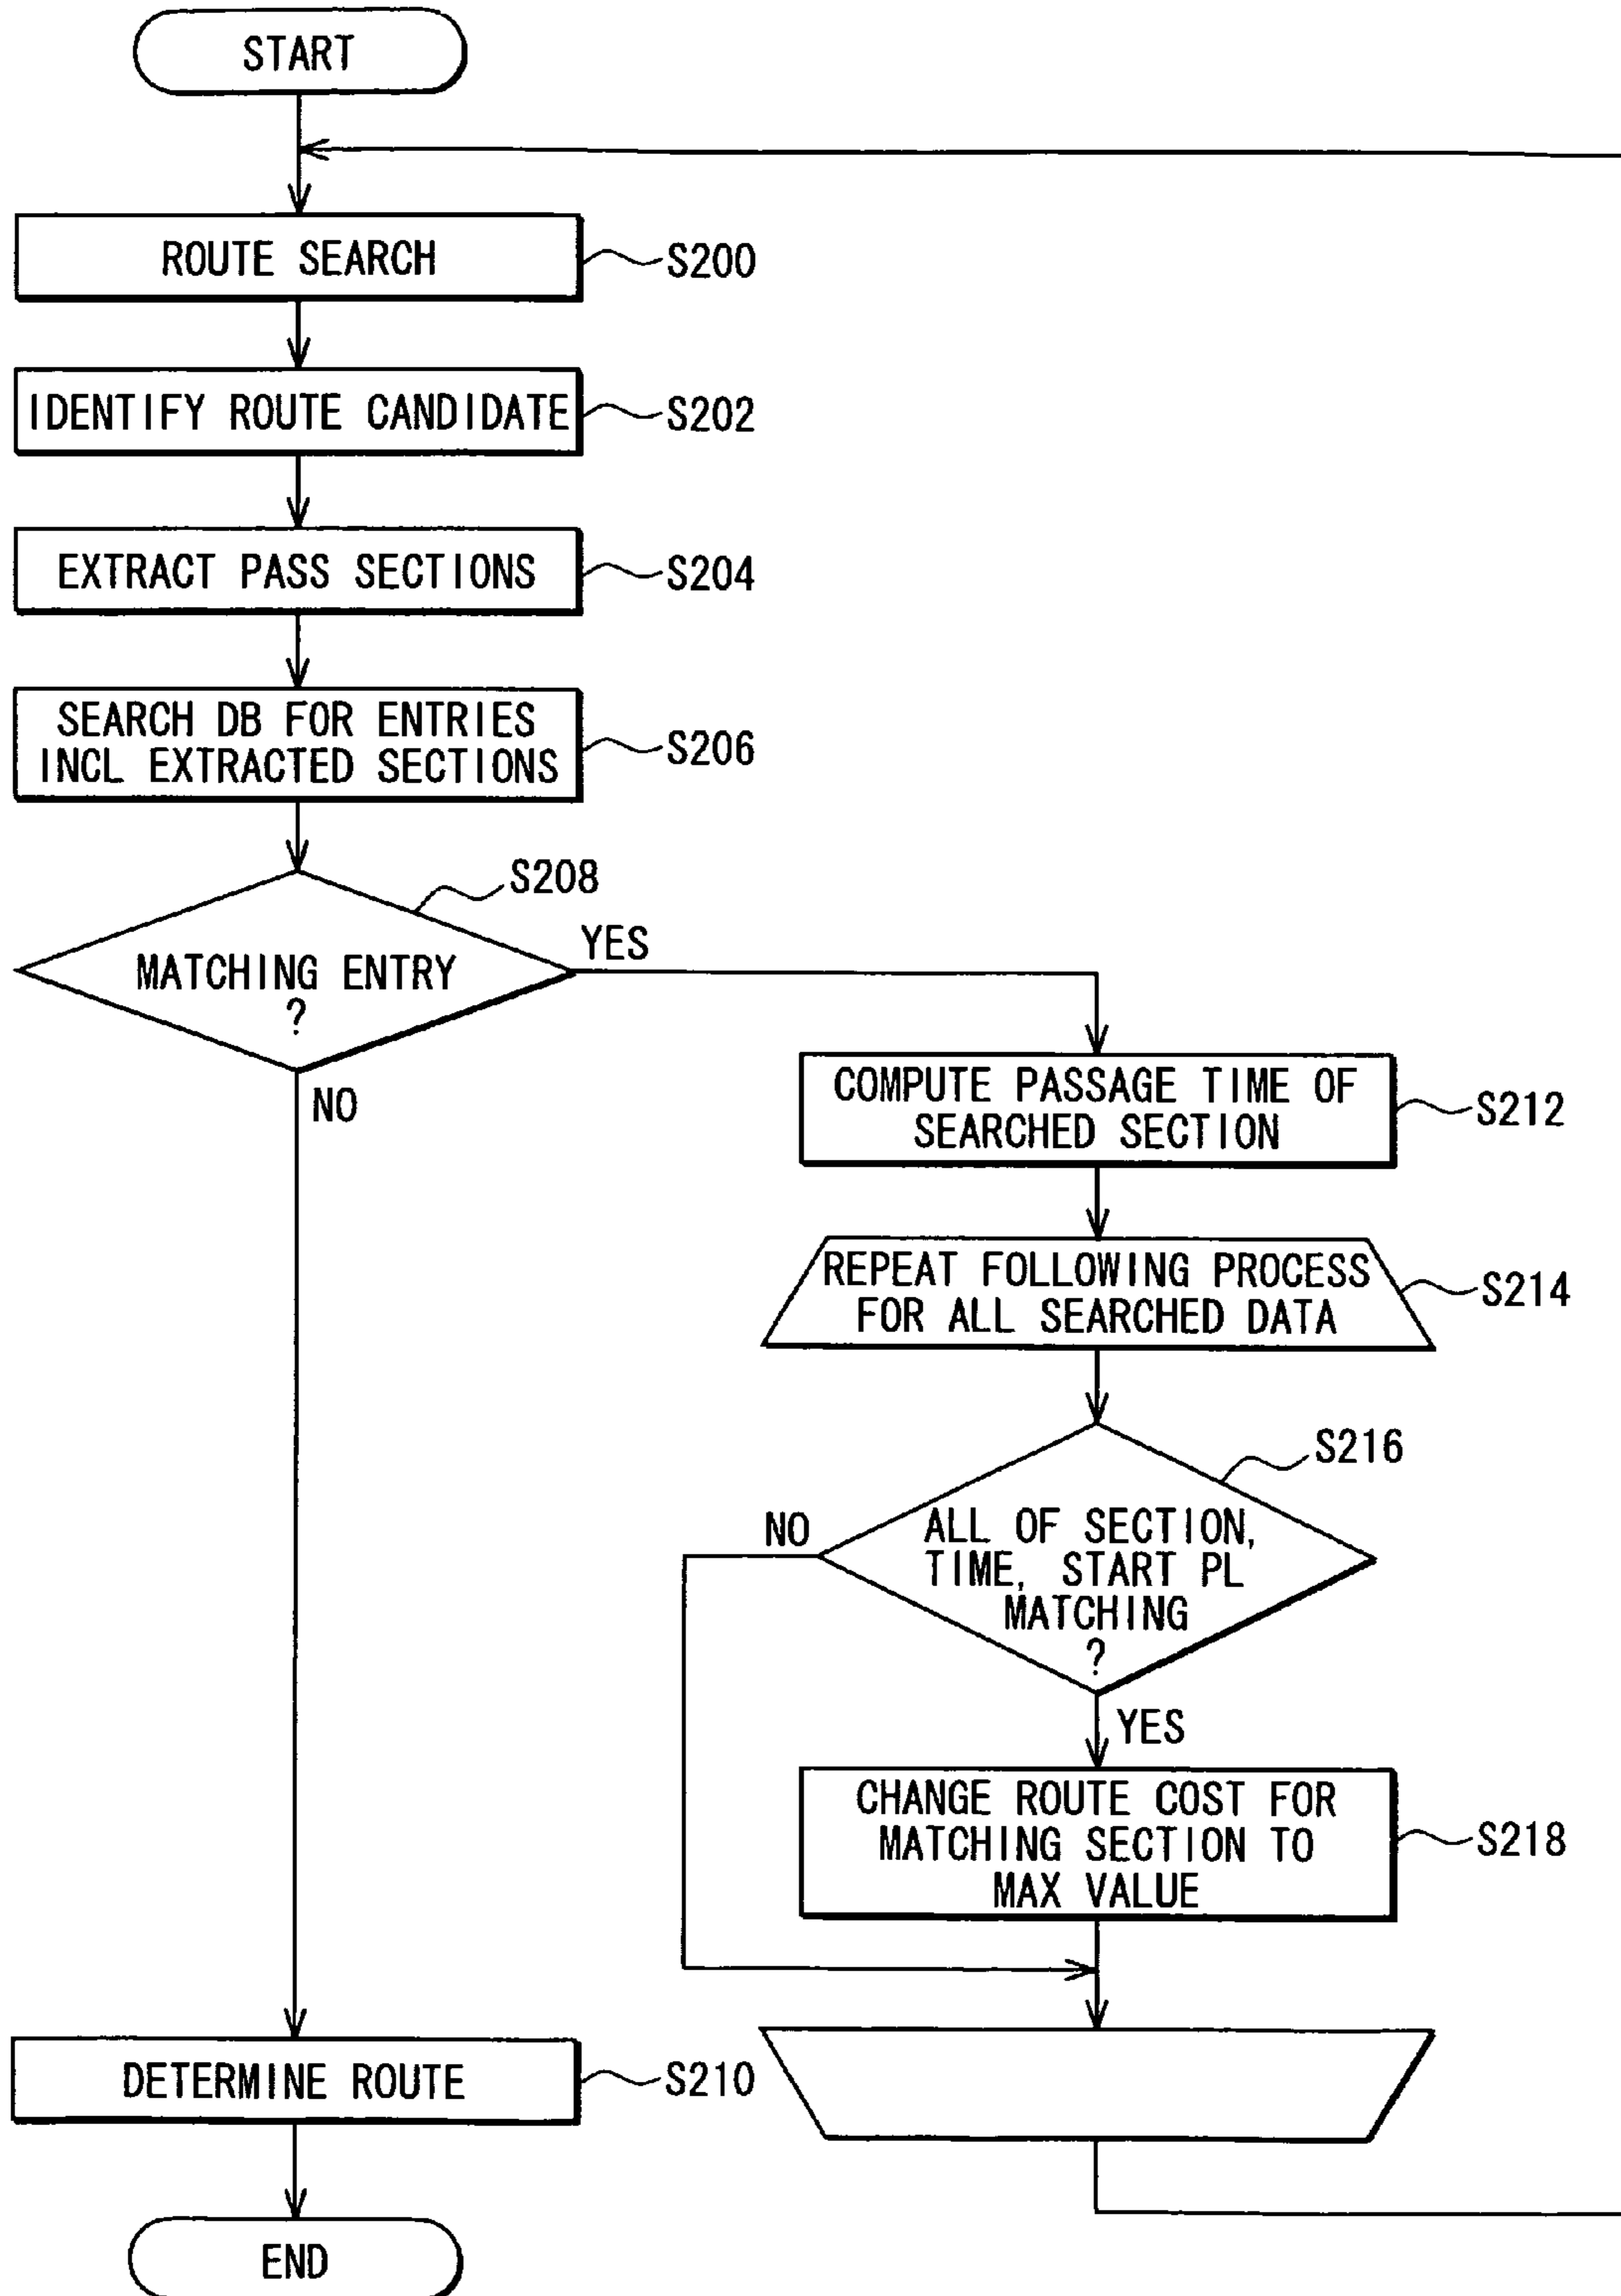 START
ROUTE SEARCH
S200
IDENTIFY ROUTE CANDIDATE
S202
EXTRACT PASS SECTIONS
S204
SEARCH DB FOR ENTRIES
INCL EXTRACTED SECTIONS
S206
S208
MATCHING ENTRY
?
YES
NO
COMPUTE PASSAGE TIME OF
SEARCHED SECTION
S212
REPEAT FOLLOWING PROCESS
FOR ALL SEARCHED DATA
S214
S216
ALL OF SECTION,
TIME, START PL
MATCHING
?
NO
YES
CHANGE ROUTE COST FOR
MATCHING SECTION TO
MAX VALUE
S218
DETERMINE ROUTE
S210
END